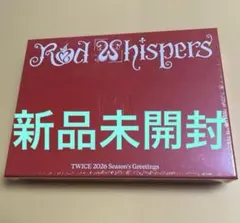 Red Whispers
新品未開封
TWICE 2026 Season's Greetings